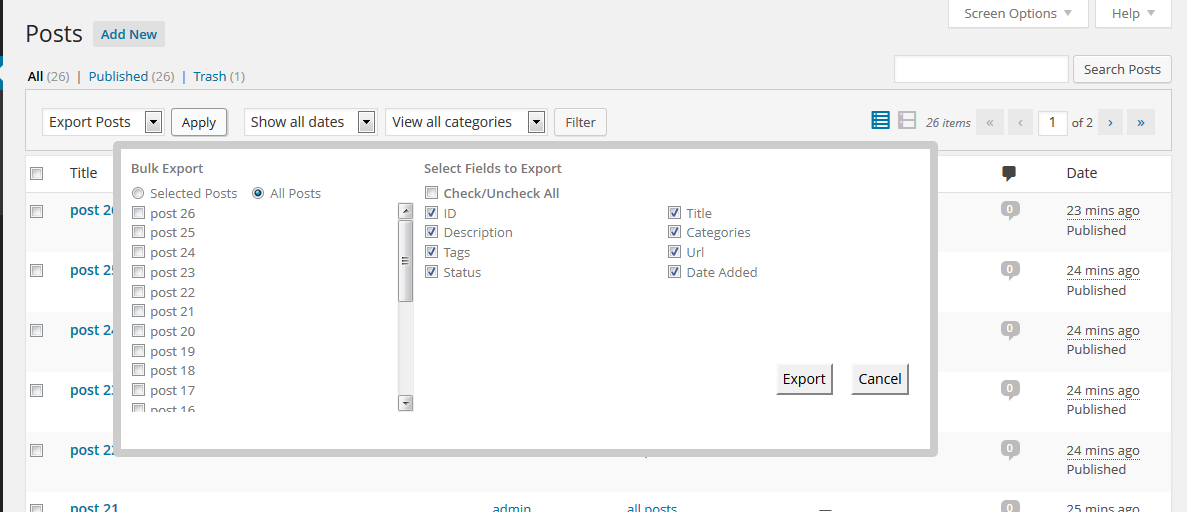 Screen Options Help
Posts Add New
All (26) | Published (26) | Trash (1)
Search Posts
Export Posts Apply Show all dates View all categories Filter 26 items « ‹ 1 of 2 › »
Title Date
Bulk Export
Selected Posts All Posts
post 26
post 25
post 24
post 23
post 22
post 21
post 20
post 19
post 18
post 17
post 16
Select Fields to Export
Check/Uncheck All
ID Title
Description Categories
Tags Url
Status Date Added
Export Cancel
post 26 0 23 mins ago
Published
post 25 0 24 mins ago
Published
post 24 0 24 mins ago
Published
post 23 0 24 mins ago
Published
post 22 0 24 mins ago
Published
post 21 admin all posts — 0 25 mins ago